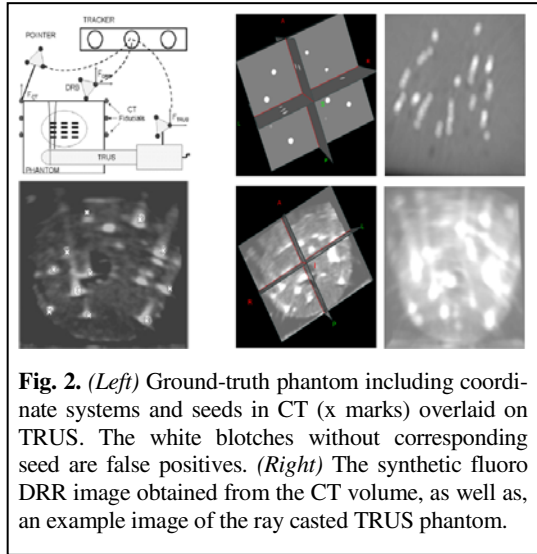 TRACKER
POINTER
DRB
CT
Fiducials
TRUS
PHANTOM
Fig. 2. (Left) Ground-truth phantom including coordi-
nate systems and seeds in CT (x marks) overlaid on
TRUS. The white blotches without corresponding
seed are false positives. (Right) The synthetic fluoro
DRR image obtained from the CT volume, as well as,
an example image of the ray casted TRUS phantom.